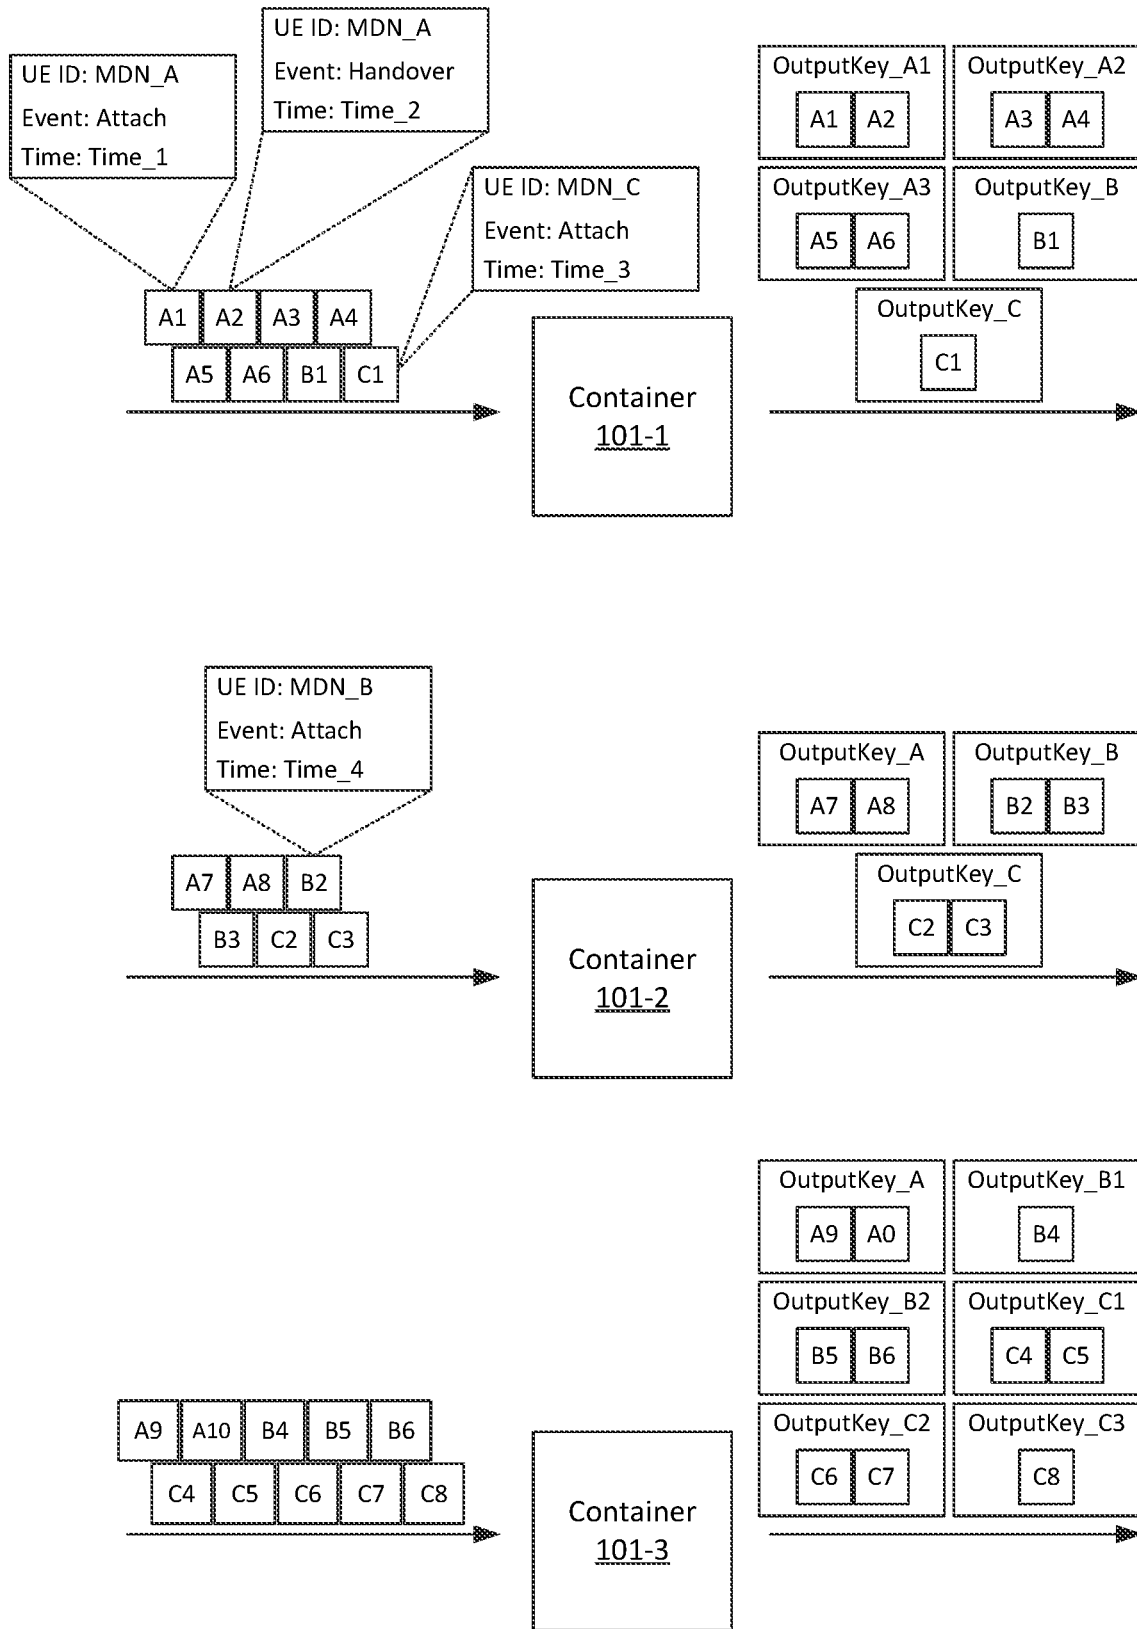 UE ID: MDN_A
Event: Attach
Time: Time_1
UE ID: MDN_A
Event: Handover
Time: Time_2
UE ID: MDN_C
Event: Attach
Time: Time_3
A1 A2 A3 A4
A5 A6 B1 C1
Container
101-1
OutputKey_A1
A1 A2
OutputKey_A2
A3 A4
OutputKey_A3
A5 A6
OutputKey_B
B1
OutputKey_C
C1
UE ID: MDN_B
Event: Attach
Time: Time_4
A7 A8 B2
B3 C2 C3
Container
101-2
OutputKey_A
A7 A8
OutputKey_B
B2 B3
OutputKey_C
C2 C3
A9 A10 B4 B5 B6
C4 C5 C6 C7 C8
Container
101-3
OutputKey_A
A9 A0
OutputKey_B1
B4
OutputKey_B2
B5 B6
OutputKey_C1
C4 C5
OutputKey_C2
C6 C7
OutputKey_C3
C8